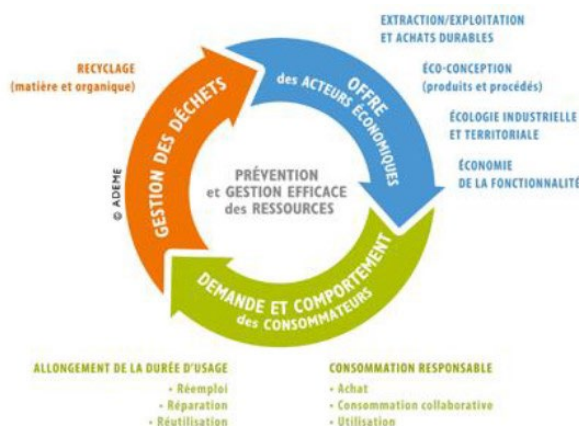 EXTRACTION/EXPLOITATION
ET ACHATS DURABLES
RECYCLAGE
(matière et organique)
ÉCO-CONCEPTION
(produits et procédés)
ÉCOLOGIE INDUSTRIELLE
ET TERRITORIALE
ÉCONOMIE
DE LA FONCTIONNALITÉ
OFFRE
des ACTEURS ÉCONOMIQUES
GESTION DES DÉCHETS
© ADEME
PRÉVENTION
et GESTION EFFICACE
des RESSOURCES
DEMANDE ET COMPORTEMENT
des CONSOMMATEURS
ALLONGEMENT DE LA DURÉE D'USAGE
• Réemploi
• Réparation
• Réutilisation
CONSOMMATION RESPONSABLE
• Achat
• Consommation collaborative
• Utilisation